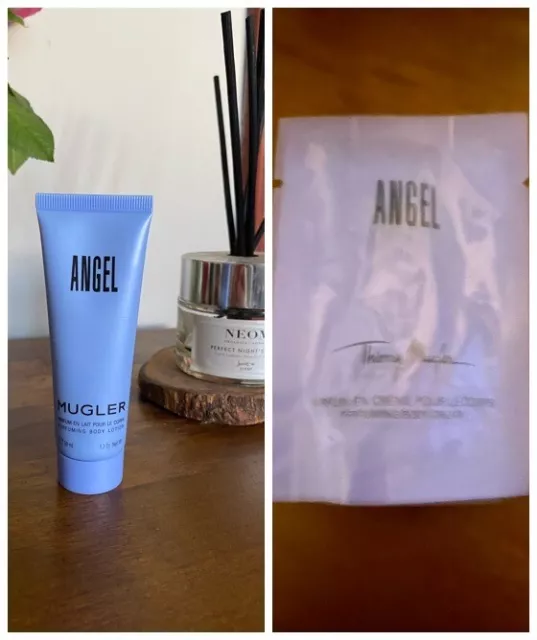 ANGEL
MUGLER
PARFUM EN LAIT POUR LE CORPS
PERFUMING BODY LOTION
NEOM
PERFECT NIGHT'S
ANGEL
Thierry Mugler
PARFUM EN CREME POUR LE CORPS
PERFUMING BODY CREAM